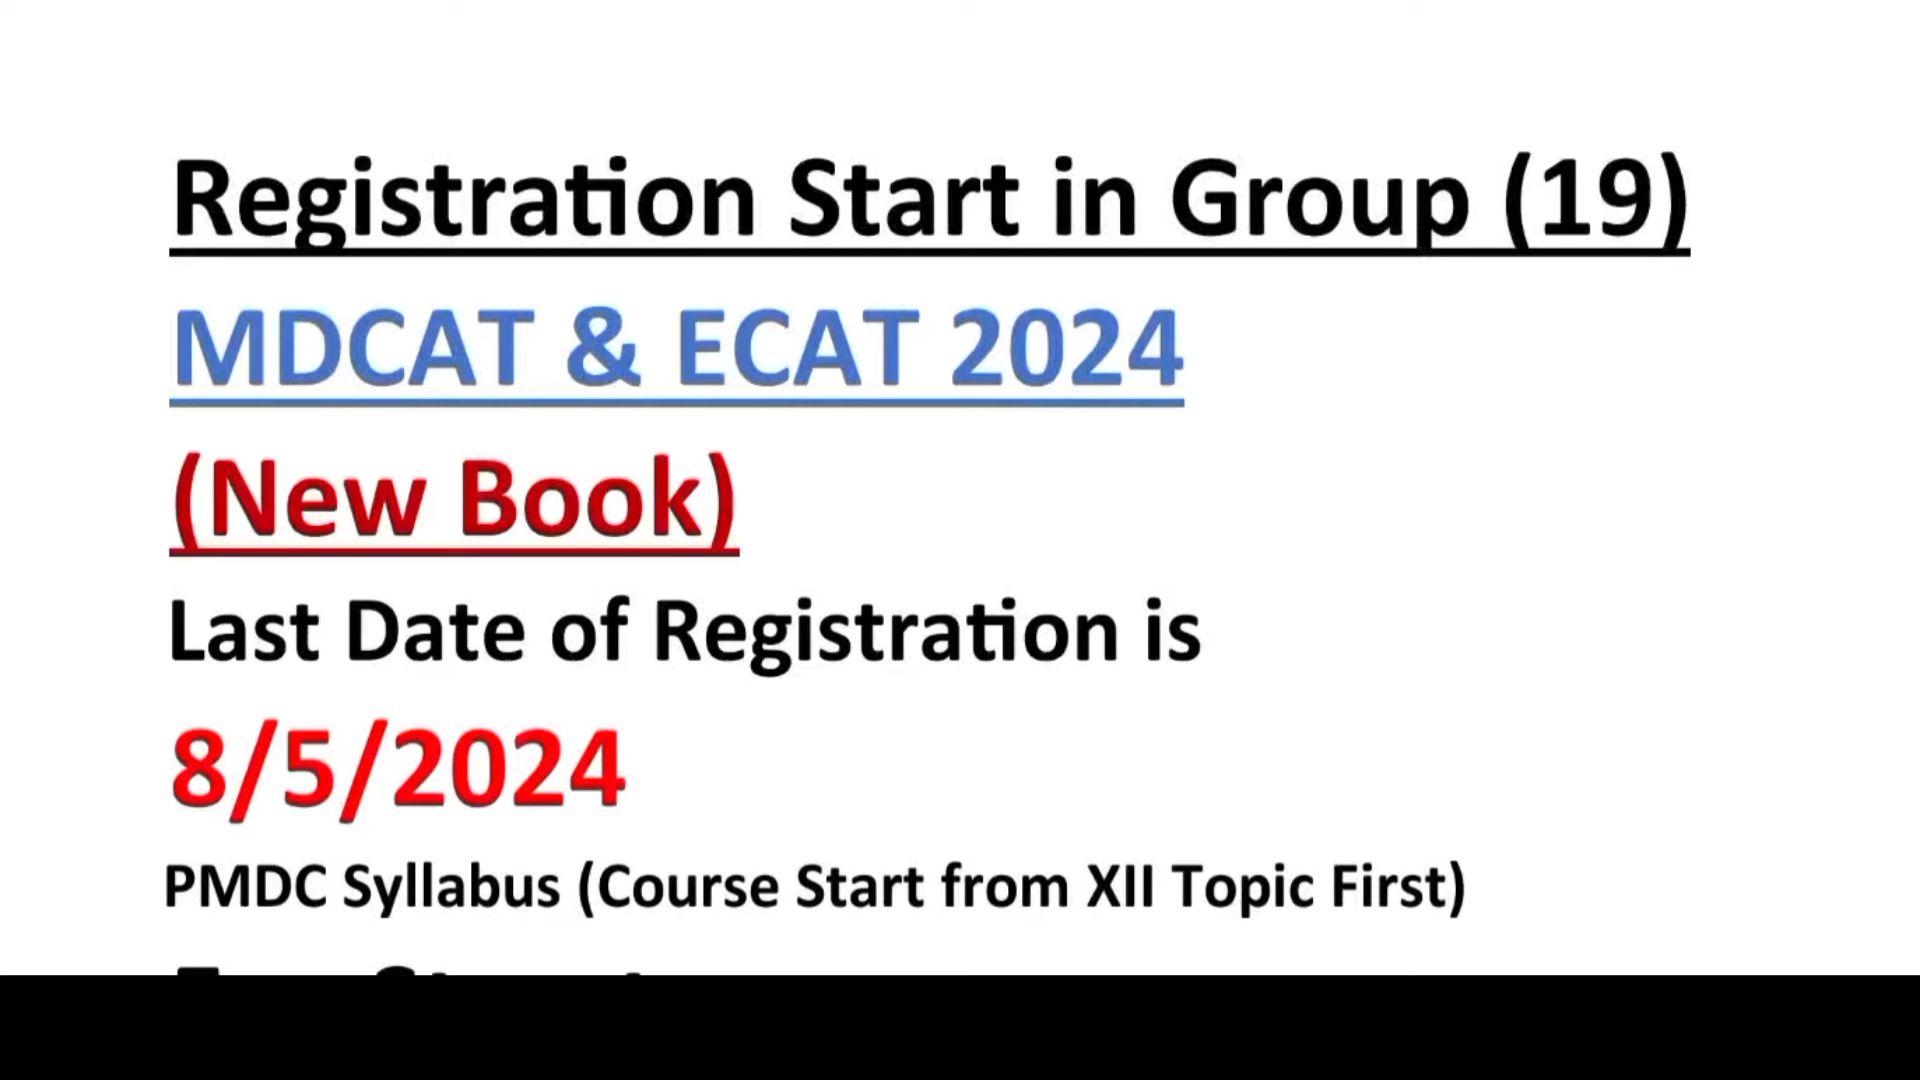 Registration Start in Group (19)
MDCAT & ECAT 2024
(New Book)
Last Date of Registration is
8/5/2024
PMDC Syllabus (Course Start from XII Topic First)